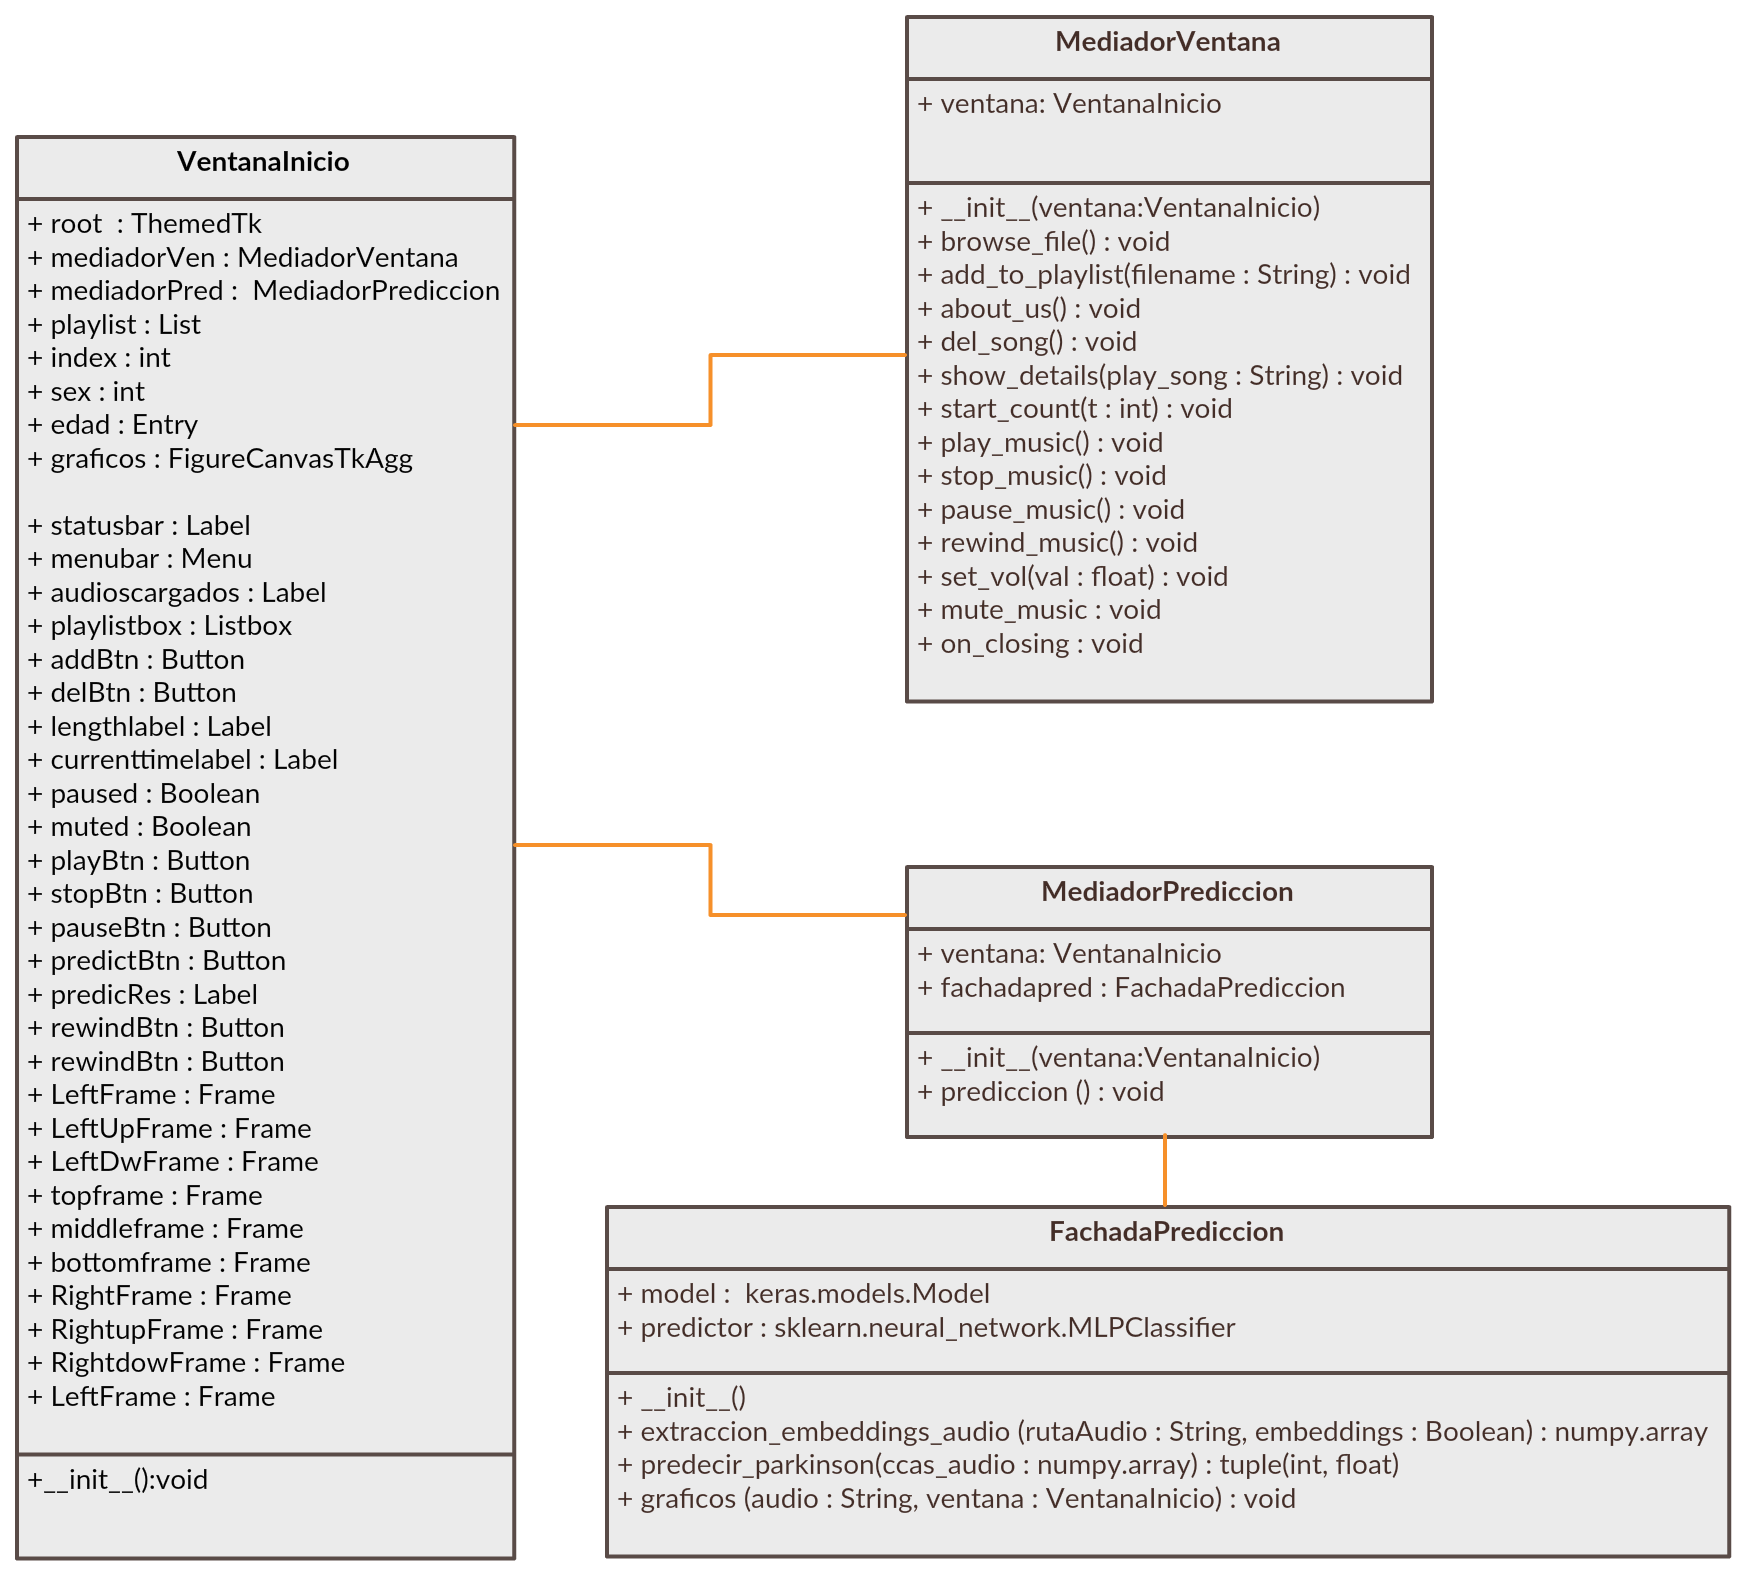 VentanaInicio
+ root  : ThemedTk
+ mediadorVen : MediadorVentana
+ mediadorPred :  MediadorPrediccion
+ playlist : List
+ index : int
+ sex : int
+ edad : Entry
+ graficos : FigureCanvasTkAgg
+ statusbar : Label
+ menubar : Menu
+ audioscargados : Label
+ playlistbox : Listbox
+ addBtn : Button
+ delBtn : Button
+ lengthlabel : Label
+ currenttimelabel : Label
+ paused : Boolean
+ muted : Boolean
+ playBtn : Button
+ stopBtn : Button
+ pauseBtn : Button
+ predictBtn : Button
+ predicRes : Label
+ rewindBtn : Button
+ rewindBtn : Button
+ LeftFrame : Frame
+ LeftUpFrame : Frame
+ LeftDwFrame : Frame
+ topframe : Frame
+ middleframe : Frame
+ bottomframe : Frame
+ RightFrame : Frame
+ RightupFrame : Frame
+ RightdowFrame : Frame
+ LeftFrame : Frame
+__init__():void
MediadorVentana
+ ventana: VentanaInicio
+ __init__(ventana:VentanaInicio)
+ browse_file() : void
+ add_to_playlist(filename : String) : void
+ about_us() : void
+ del_song() : void
+ show_details(play_song : String) : void
+ start_count(t : int) : void
+ play_music() : void
+ stop_music() : void
+ pause_music() : void
+ rewind_music() : void
+ set_vol(val : float) : void
+ mute_music : void
+ on_closing : void
MediadorPrediccion
+ ventana: VentanaInicio
+ fachadapred : FachadaPrediccion
+ __init__(ventana:VentanaInicio)
+ prediccion () : void
FachadaPrediccion
+ model :  keras.models.Model
+ predictor : sklearn.neural_network.MLPClassifier
+ __init__()
+ extraccion_embeddings_audio (rutaAudio : String, embeddings : Boolean) : numpy.array
+ predecir_parkinson(ccas_audio : numpy.array) : tuple(int, float)
+ graficos (audio : String, ventana : VentanaInicio) : void